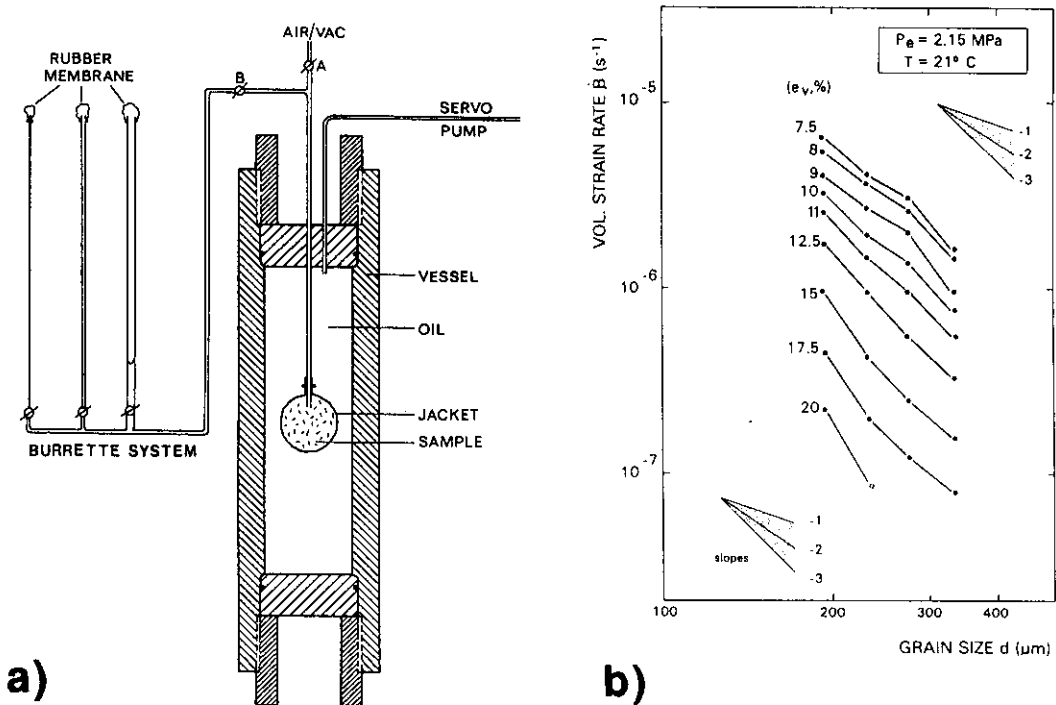 AIR/VAC
A
B
RUBBER
MEMBRANE
SERVO
PUMP
VESSEL
OIL
JACKET
SAMPLE
BURRETTE SYSTEM
a)
VOL. STRAIN RATE Ḃ (s⁻¹)
10⁻⁵
10⁻⁶
10⁻⁷
Pe = 2.15 MPa
T = 21° C
(ev,%)
7.5
8
9
10
11
12.5
15
17.5
20
-1
-2
-3
-1
-2
-3
slopes
100
200
300
400
GRAIN SIZE d (μm)
b)